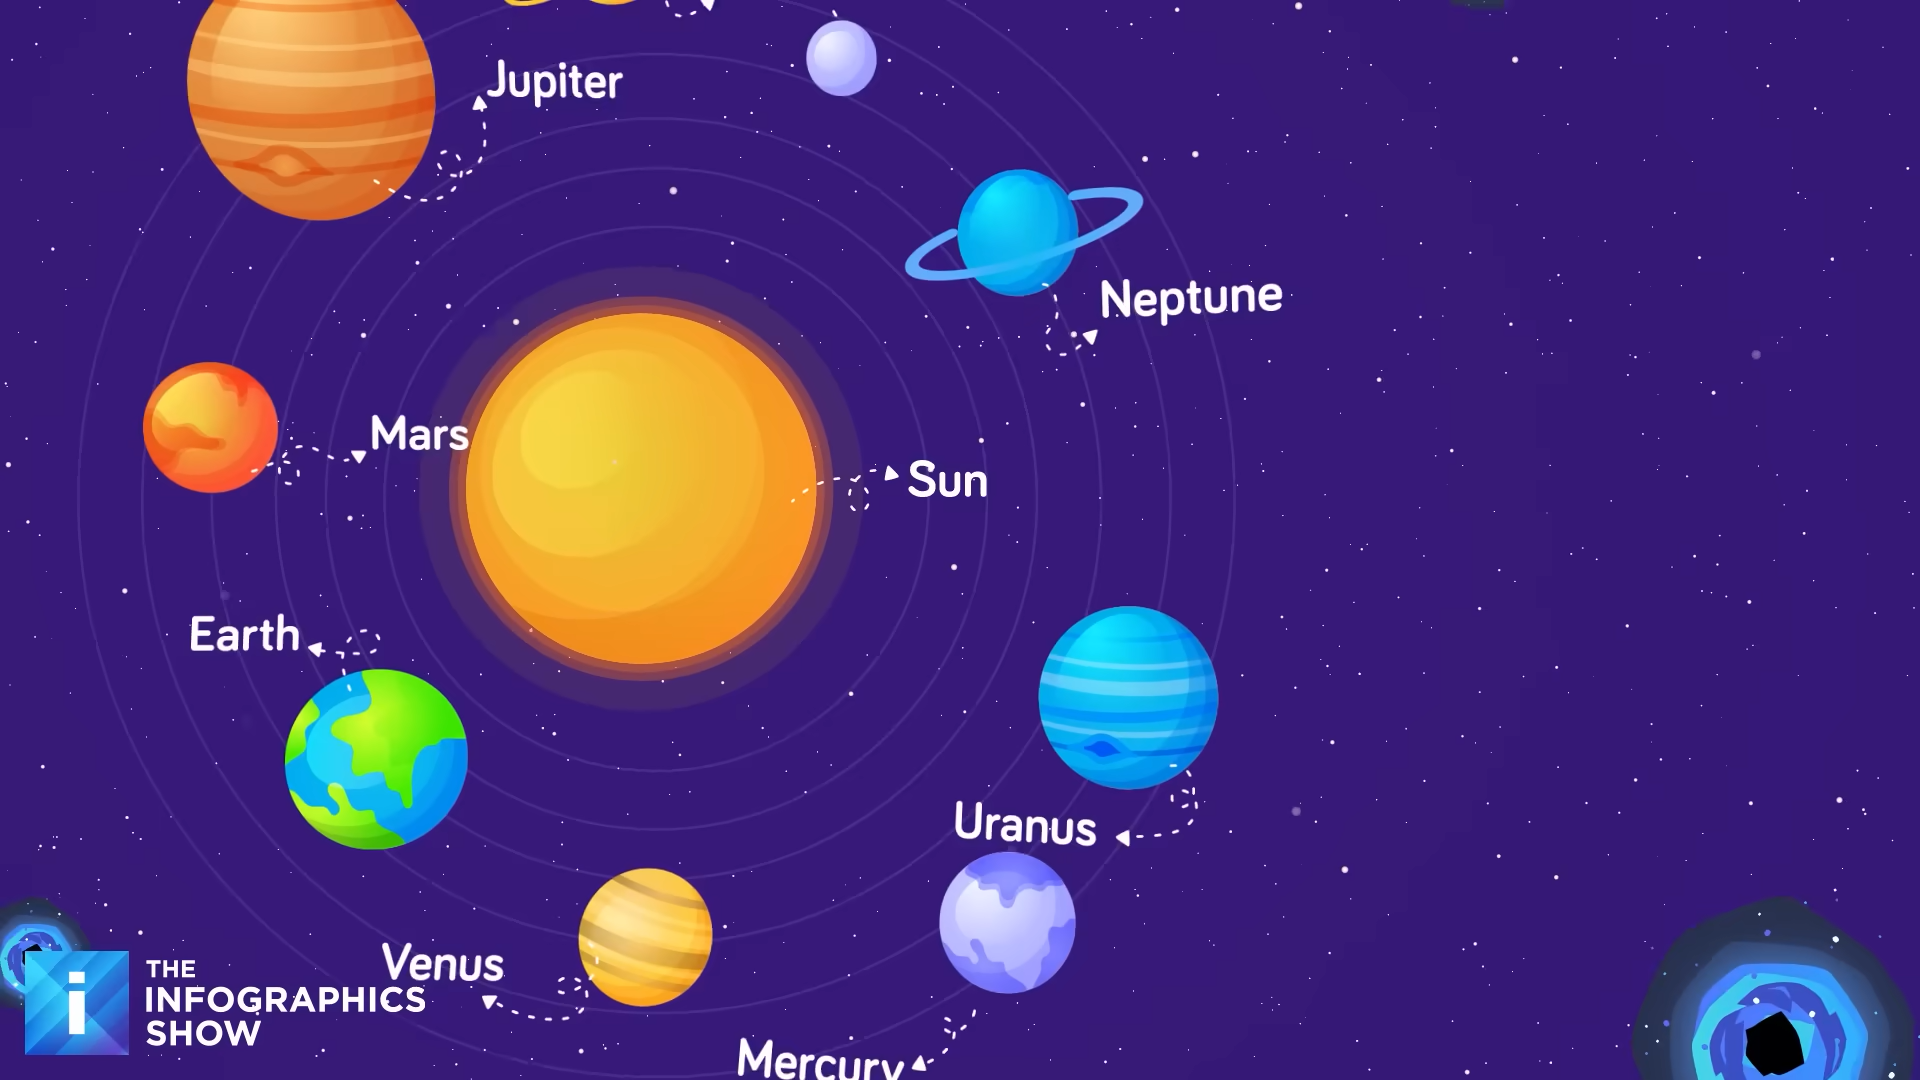 Jupiter
Neptune
Mars
Sun
Earth
Uranus
Venus
Mercury
i
THE
INFOGRAPHICS
SHOW